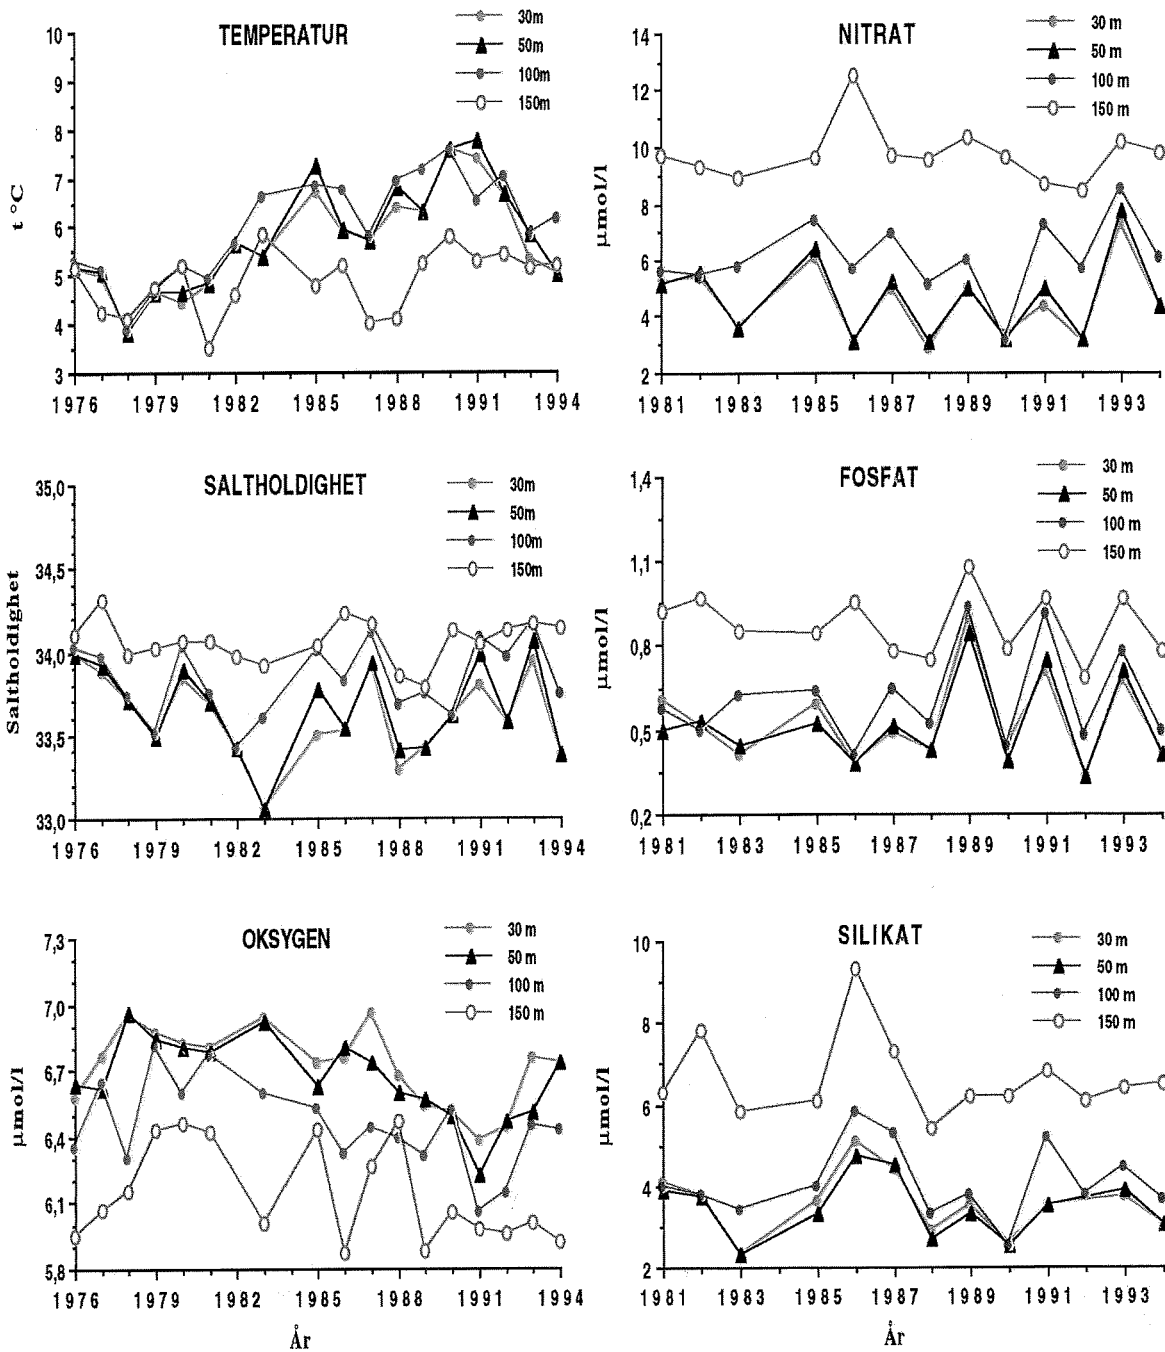 TEMPERATUR
30m
50m
100m
150m
t °C
10
9
8
7
6
5
4
3
1976 1979 1982 1985 1988 1991 1994
NITRAT
30 m
50 m
100 m
150 m
µmol/l
14
12
10
8
6
4
2
1981 1983 1985 1987 1989 1991 1993
SALTHOLDIGHET
30m
50m
100m
150m
Saltholdighet
35,0
34,5
34,0
33,5
33,0
1976 1979 1982 1985 1988 1991 1994
FOSFAT
30 m
50 m
100 m
150 m
µmol/l
1,4
1,1
0,8
0,5
0,2
1981 1983 1985 1987 1989 1991 1993
OKSYGEN
30 m
50 m
100 m
150 m
µmol/l
7,3
7,0
6,7
6,4
6,1
5,8
1976 1979 1982 1985 1988 1991 1994
År
SILIKAT
30 m
50 m
100 m
150 m
µmol/l
10
8
6
4
2
1981 1983 1985 1987 1989 1991 1993
År